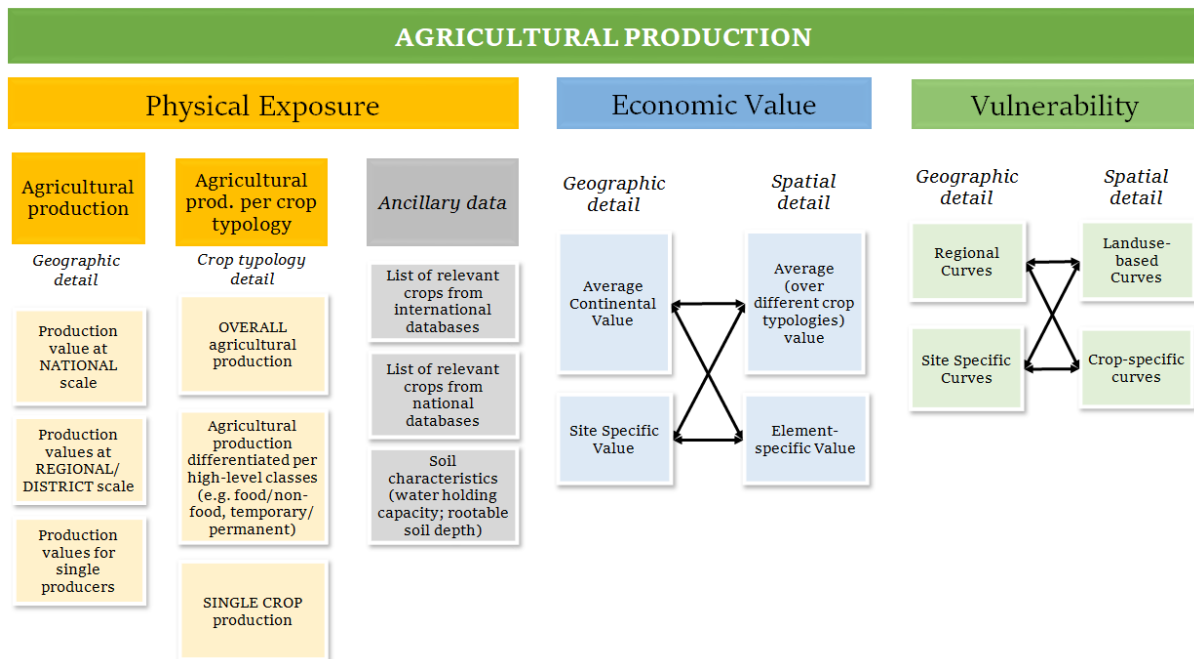 AGRICULTURAL PRODUCTION
Physical Exposure
Economic Value
Vulnerability
Agricultural
production
Geographic
detail
Production
value at
NATIONAL
scale
Production
values at
REGIONAL/
DISTRICT scale
Production
values for
single
producers
Agricultural
prod. per crop
typology
Crop typology
detail
OVERALL
agricultural
production
Agricultural
production
differentiated per
high-level classes
(e.g. food/non-
food, temporary/
permanent)
SINGLE CROP
production
Ancillary data
List of relevant
crops from
international
databases
List of relevant
crops from
national
databases
Soil
characteristics
(water holding
capacity; rootable
soil depth)
Geographic
detail
Average
Continental
Value
Site Specific
Value
Spatial
detail
Average
(over
different crop
typologies)
value
Element-
specific Value
Geographic
detail
Regional
Curves
Site Specific
Curves
Spatial
detail
Landuse-
based Curves
Crop-specific
curves